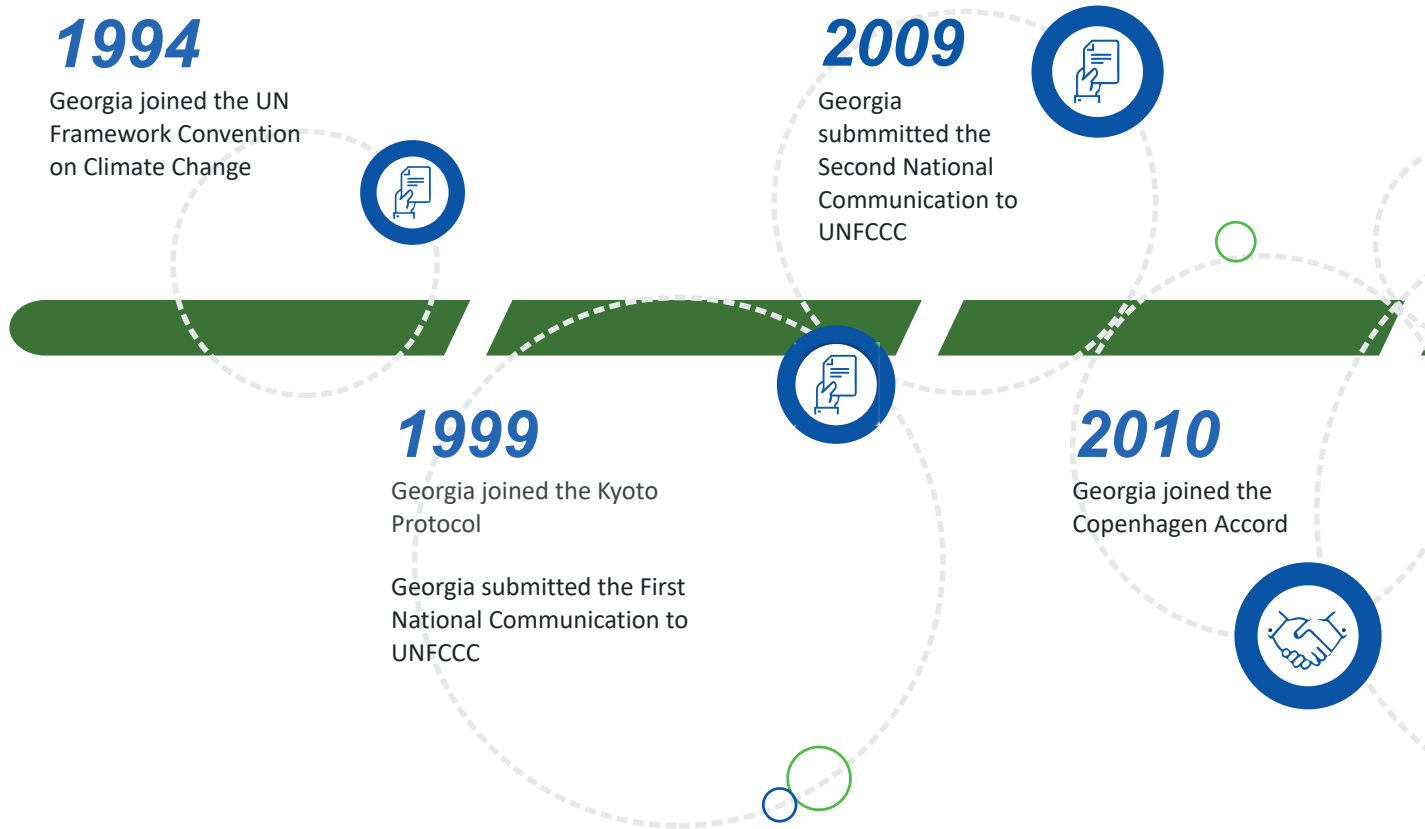 1994
Georgia joined the UN
Framework Convention
on Climate Change
1999
Georgia joined the Kyoto
Protocol
Georgia submitted the First
National Communication to
UNFCCC
2009
Georgia
submmitted the
Second National
Communication to
UNFCCC
2010
Georgia joined the
Copenhagen Accord